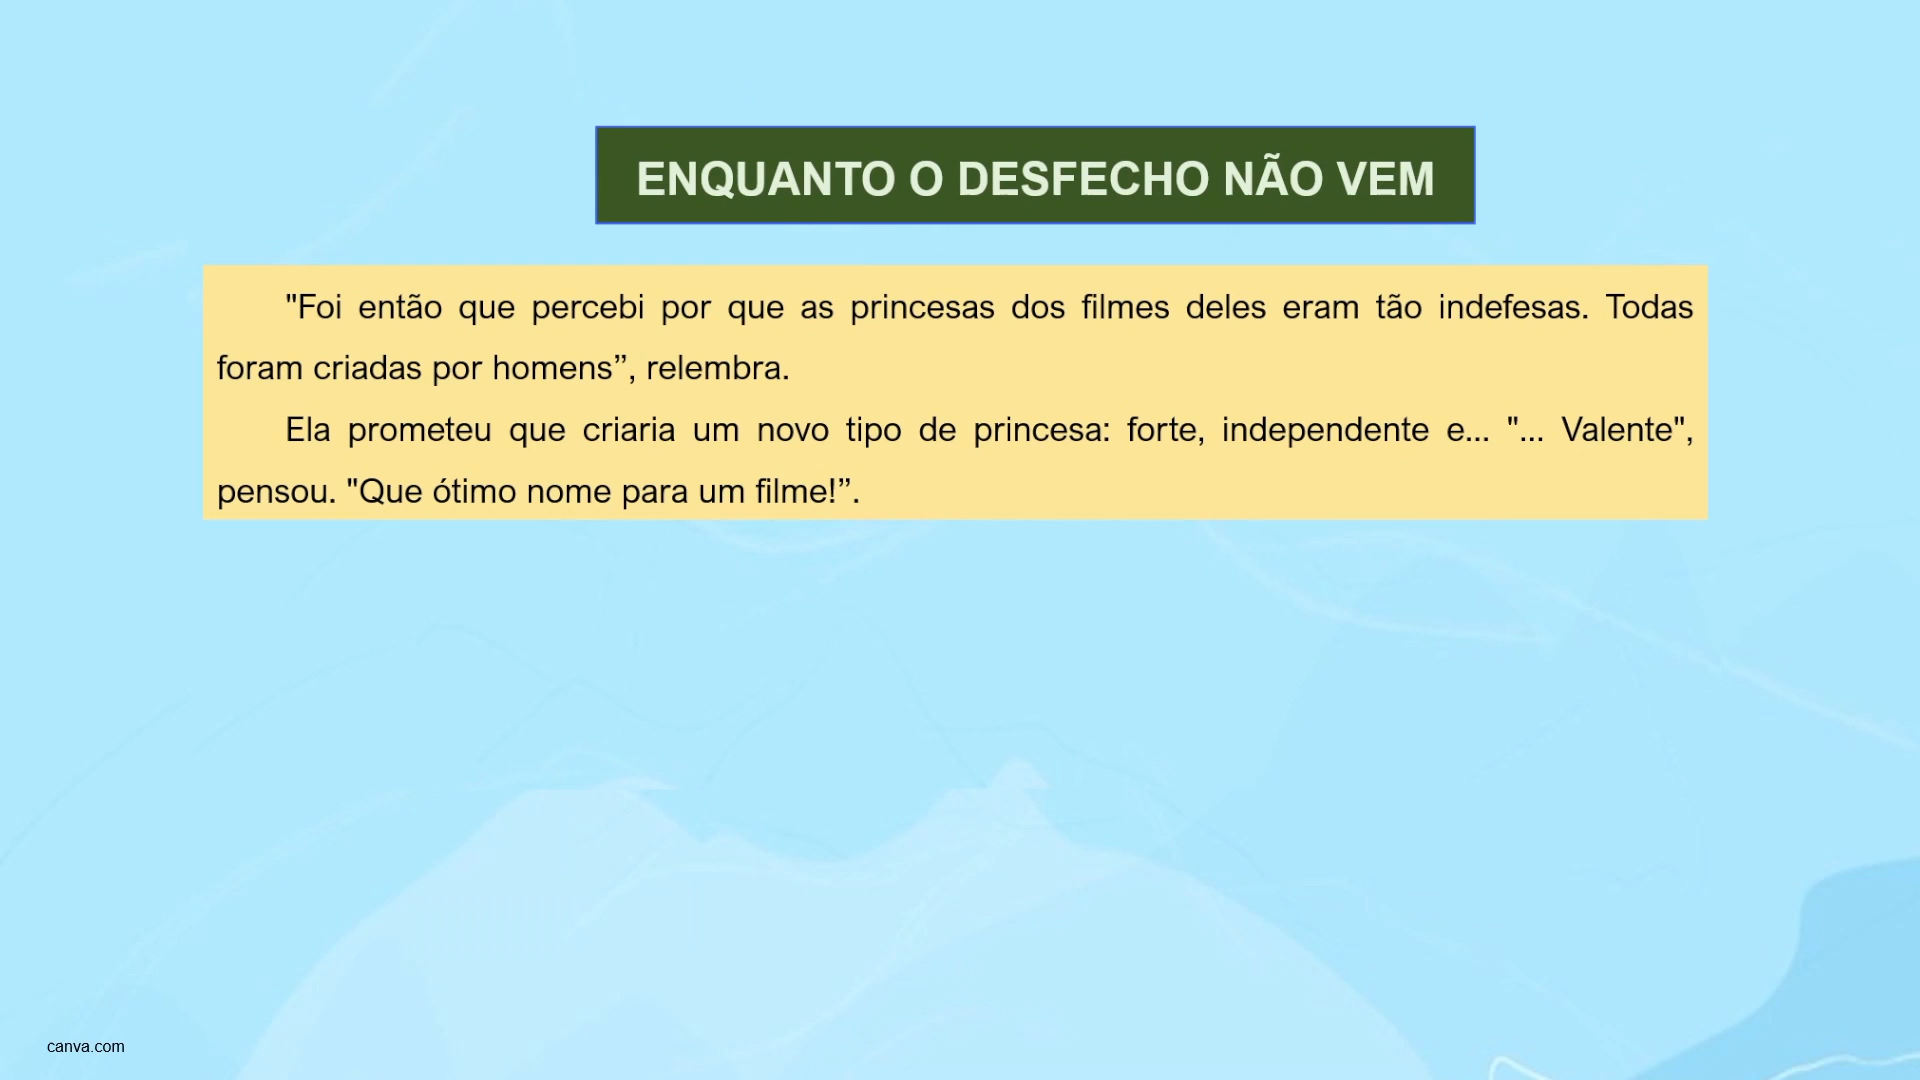 ENQUANTO O DESFECHO NÃO VEM
"Foi então que percebi por que as princesas dos filmes deles eram tão indefesas. Todas
foram criadas por homens”, relembra.
Ela prometeu que criaria um novo tipo de princesa: forte, independente e... "... Valente",
pensou. "Que ótimo nome para um filme!”.
canva.com